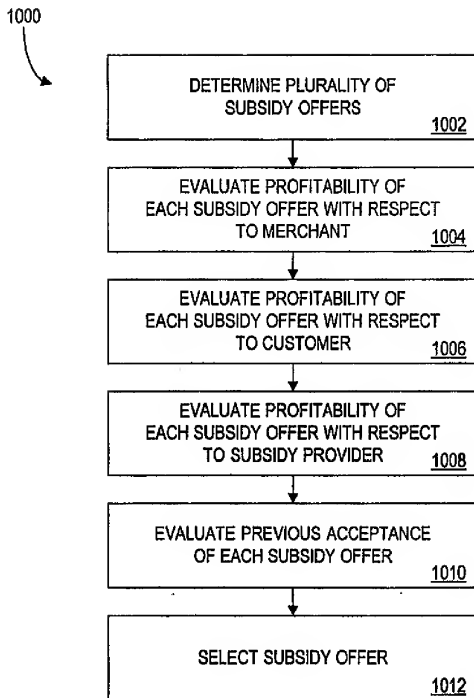 1000
DETERMINE PLURALITY OF
SUBSIDY OFFERS
1002
EVALUATE PROFITABILITY OF
EACH SUBSIDY OFFER WITH RESPECT
TO MERCHANT
1004
EVALUATE PROFITABILITY OF
EACH SUBSIDY OFFER WITH RESPECT
TO CUSTOMER
1006
EVALUATE PROFITABILITY OF
EACH SUBSIDY OFFER WITH RESPECT
TO SUBSIDY PROVIDER
1008
EVALUATE PREVIOUS ACCEPTANCE
OF EACH SUBSIDY OFFER
1010
SELECT SUBSIDY OFFER
1012